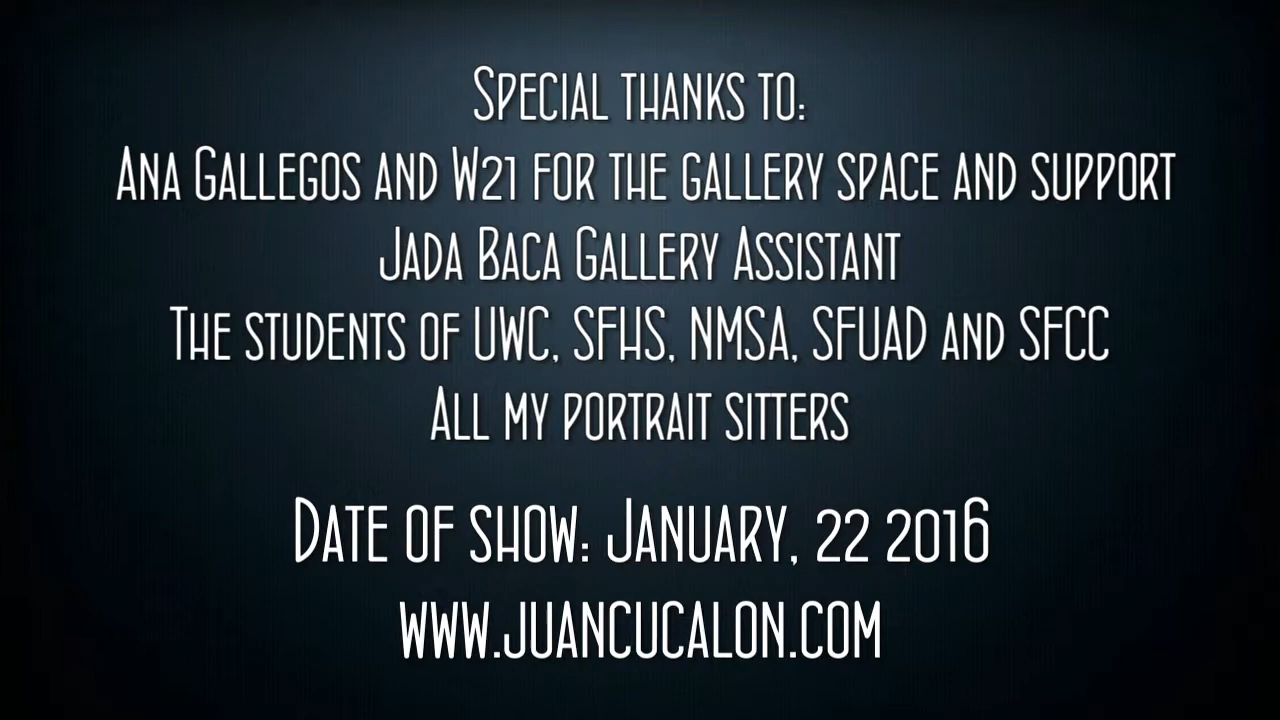 Special thanks to:
Ana Gallegos and W21 for the gallery space and support
Jada Baca Gallery Assistant
The students of UWC, SFHS, NMSA, SFUAD and SFCC
All my portrait sitters
Date of show: January, 22 2016
www.juancucalon.com